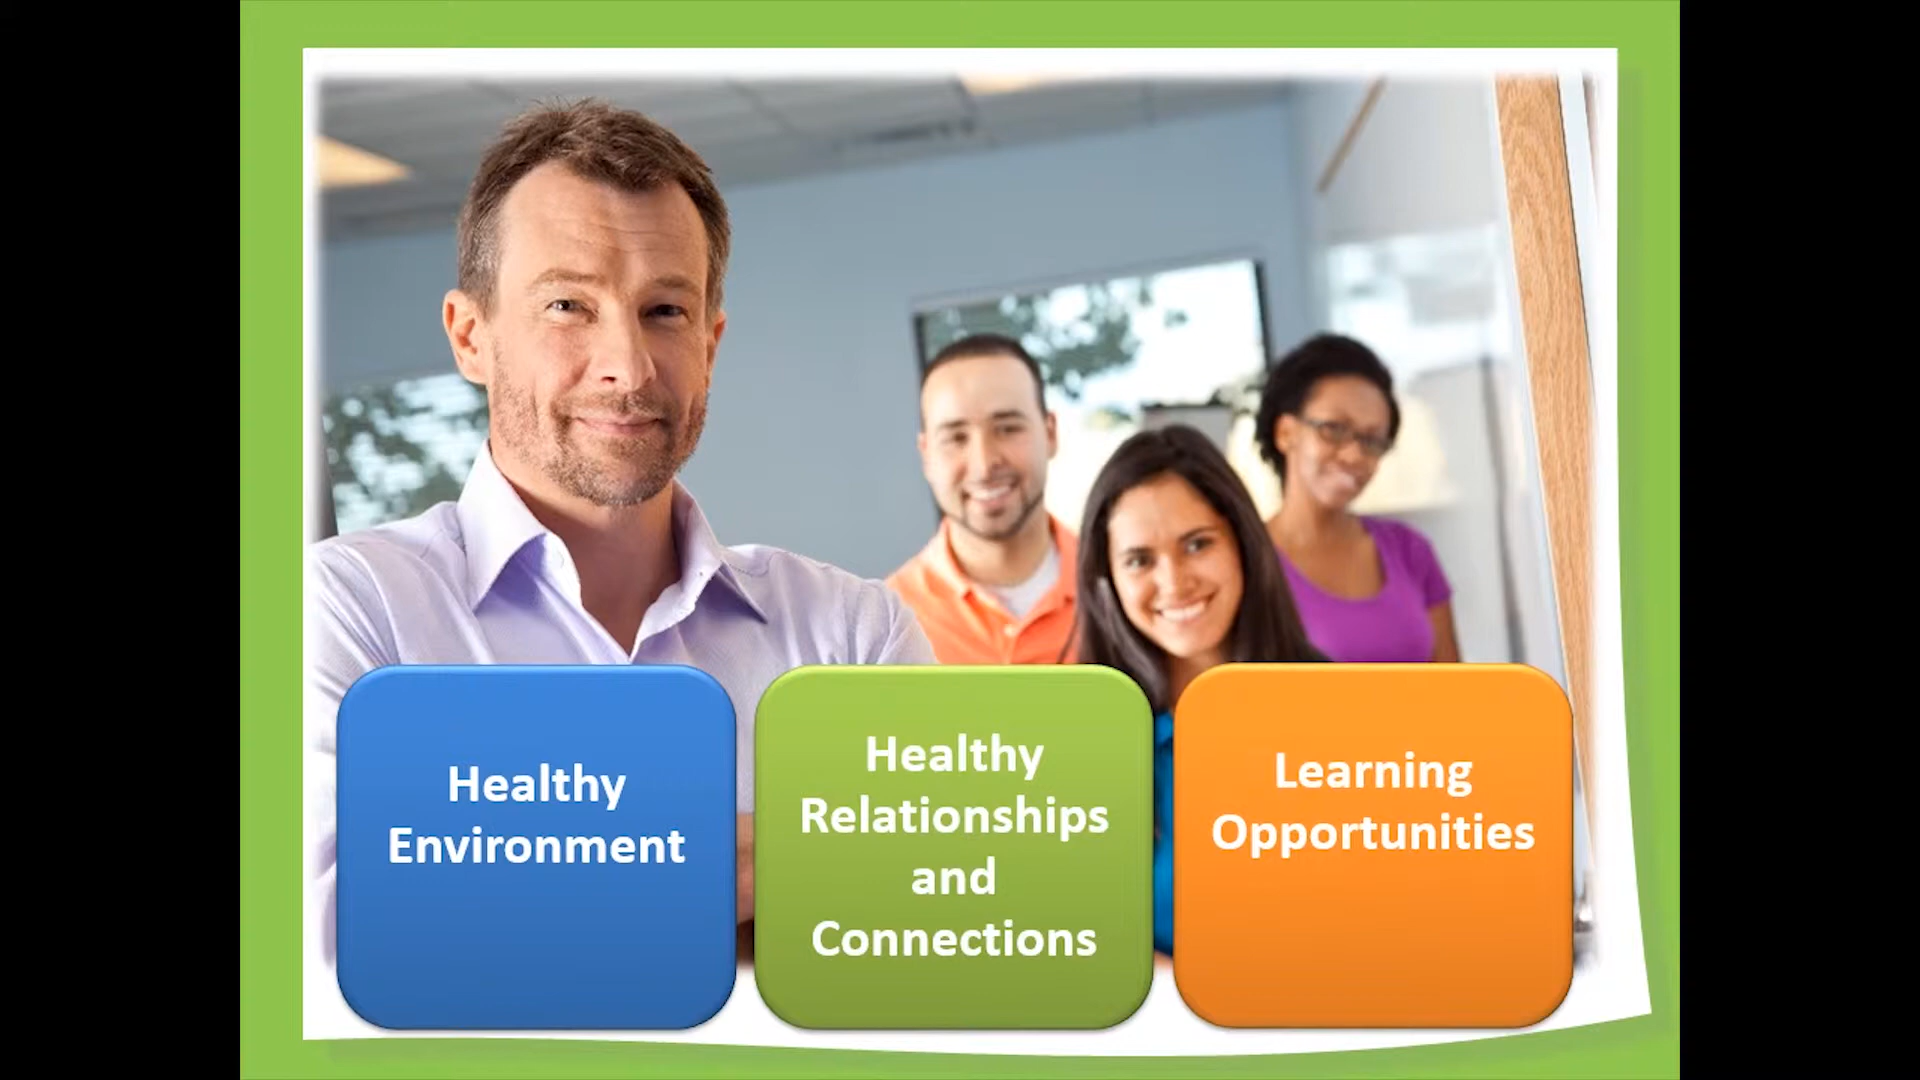 Healthy
Environment
Healthy
Relationships
and
Connections
Learning
Opportunities